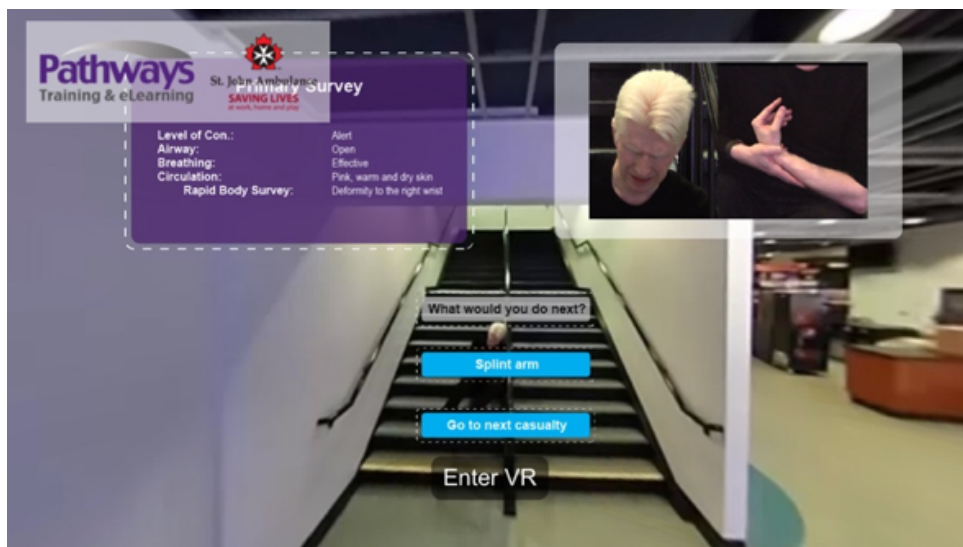 Pathways
Training & eLearning
St. John Ambulance
SAVING LIVES
at work, home and play
Primary Survey
Level of Con.: Alert
Airway: Open
Breathing: Effective
Circulation: Pink, warm and dry skin
Rapid Body Survey: Deformity to the right wrist
What would you do next?
Splint arm
Go to next casualty
Enter VR